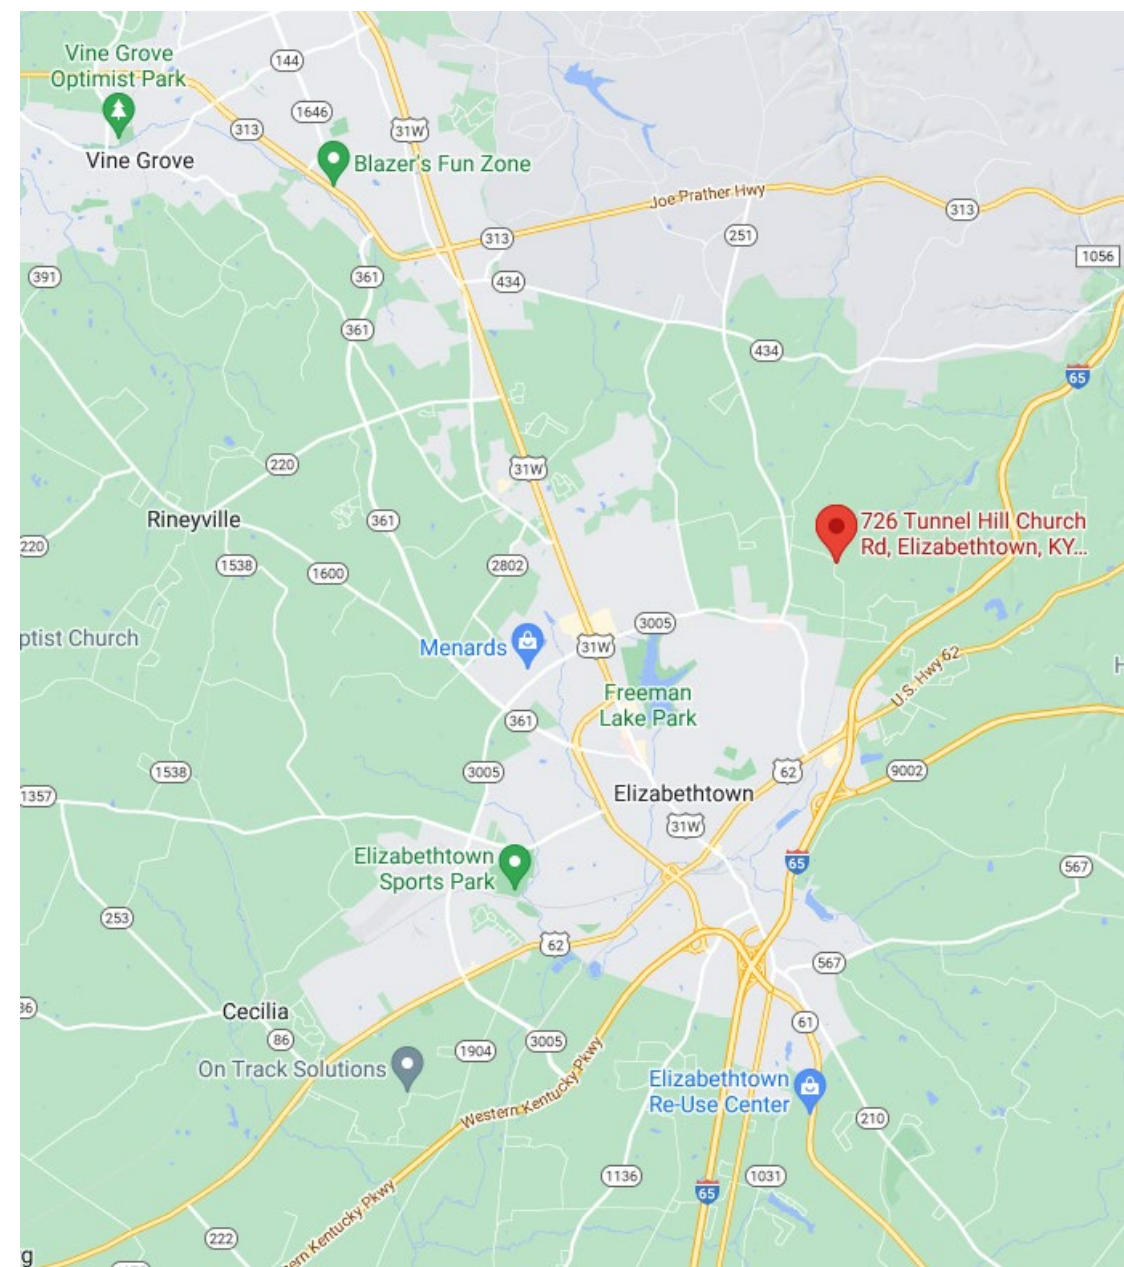 Vine Grove
Optimist Park
144
1646
313
31W
Vine Grove
Blazer's Fun Zone
Joe Prather Hwy
313
251
313
1056
391
361
434
361
434
65
220
31W
Rineyville
361
726 Tunnel Hill Church
Rd, Elizabethtown, KY...
220
1538
1600
2802
3005
ptist Church
Menards
31W
U.S. Hwy 62
H
Freeman
Lake Park
361
1538
3005
62
9002
1357
Elizabethtown
31W
Elizabethtown
Sports Park
65
567
253
62
567
Cecilia
86
61
86
1904
3005
On Track Solutions
Western Kentucky Pkwy
Elizabethtown
Re-Use Center
210
1136
1031
65
222
ern Kentucky Pkwy
g